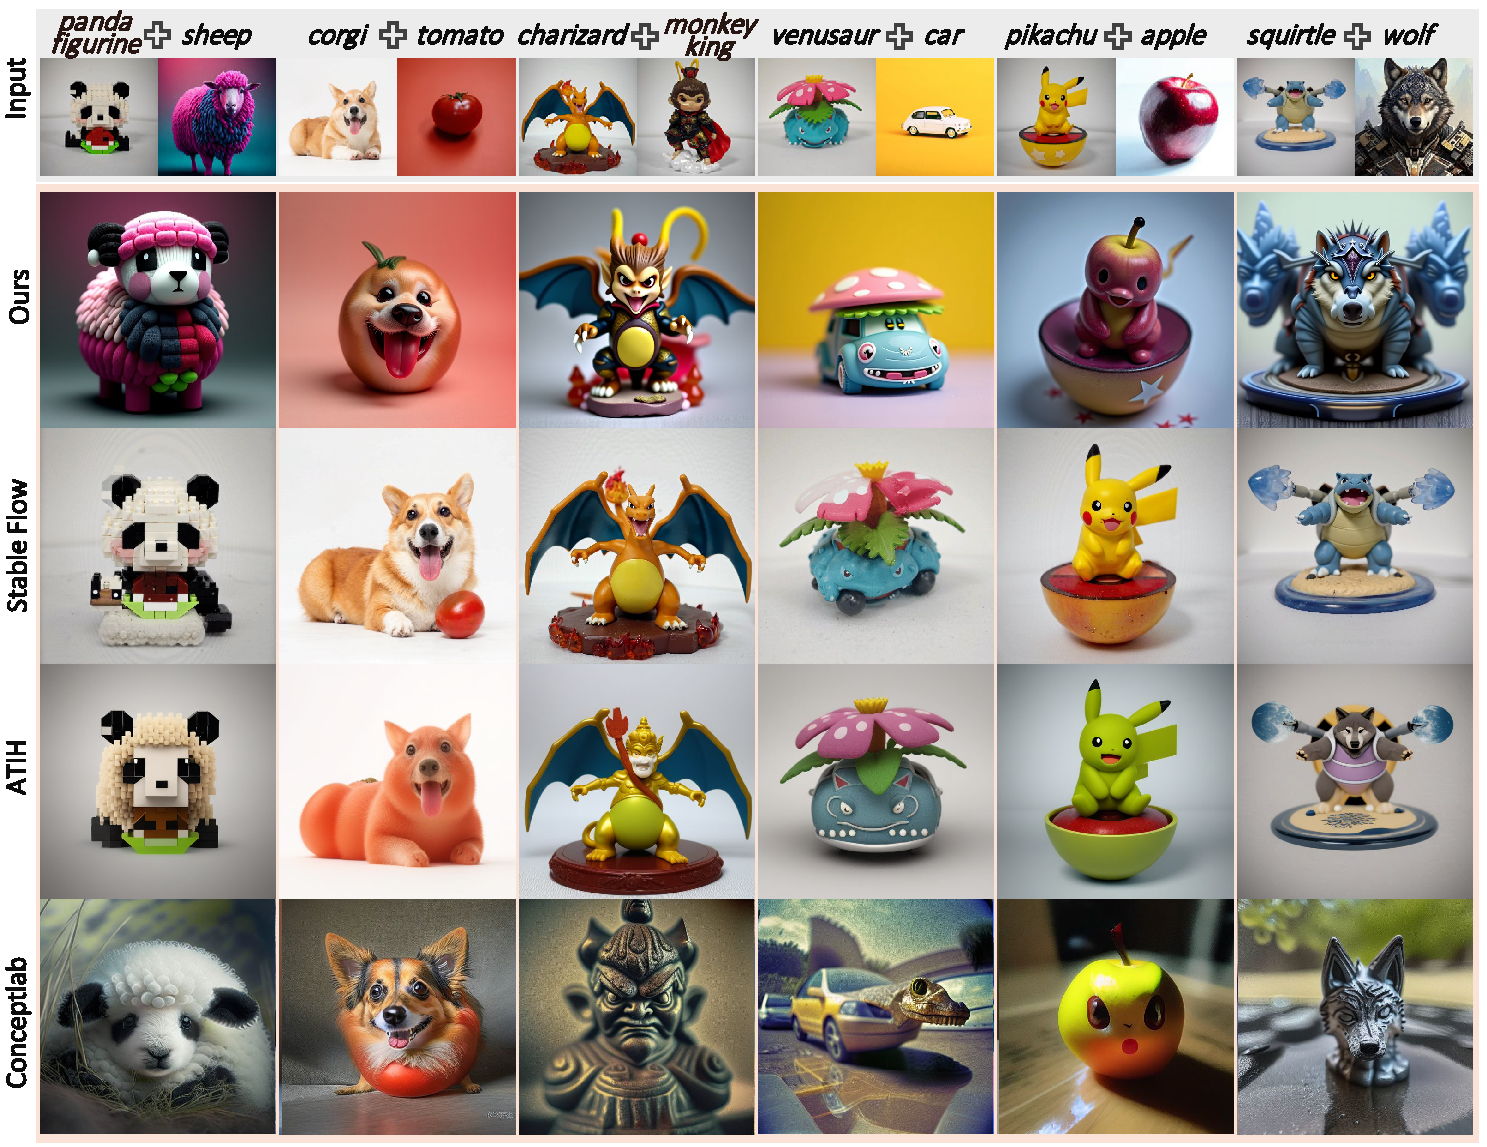 panda figurine + sheep
corgi + tomato
charizard + monkey king
venusaur + car
pikachu + apple
squirtle + wolf
Input
Ours
Stable Flow
ATIH
Conceptlab